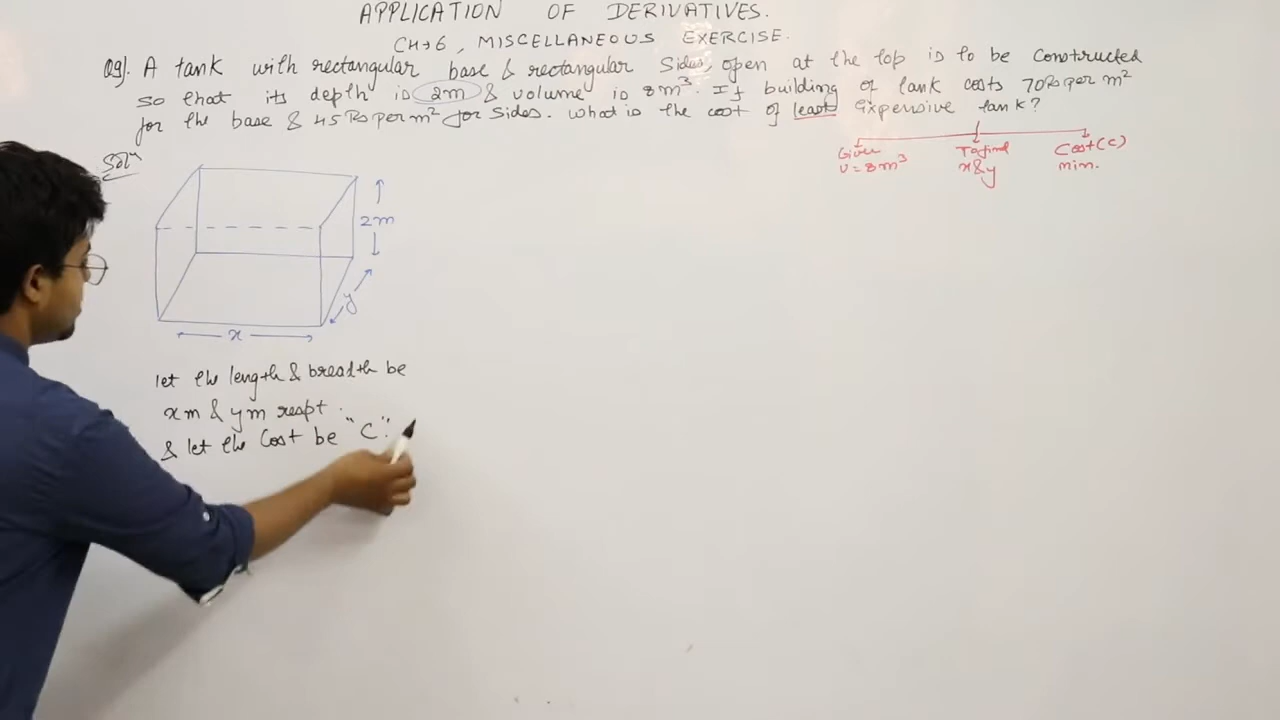 APPLICATION OF DERIVATIVES.
CH→6, MISCELLANEOUS EXERCISE.
Q9). A tank with rectangular base & rectangular sides, open at the top is to be constructed
so that its depth is 2m & volume is 8m³. If building of tank costs 70Rs per m²
for the base & 45Rs per m² for sides. What is the cost of least expensive tank?
Given
V = 8m³
To find
x & y
Cost(C)
min.
Solⁿ
2m
y
x
let the length & breadth be
x m & y m respt.
& let the Cost be "C".